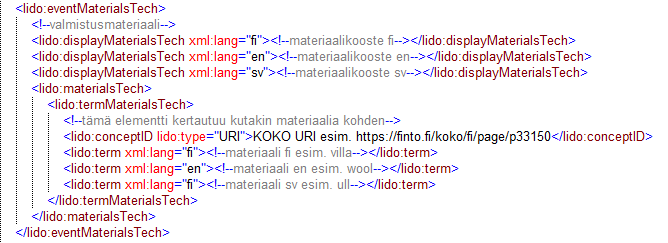 <lido:eventMaterialsTech>
<!--valmistusmateriaali-->
<lido:displayMaterialsTech xml:lang="fi"><!--materiaalikooste fi--></lido:displayMaterialsTech>
<lido:displayMaterialsTech xml:lang="en"><!--materiaalikooste en--></lido:displayMaterialsTech>
<lido:displayMaterialsTech xml:lang="sv"><!--materiaalikooste sv--></lido:displayMaterialsTech>
<lido:materialsTech>
<lido:termMaterialsTech>
<!--tämä elementti kertautuu kutakin materiaalia kohden-->
<lido:conceptID lido:type="URI">KOKO URI esim. https://finto.fi/koko/fi/page/p33150</lido:conceptID>
<lido:term xml:lang="fi"><!--materiaali fi esim. villa--></lido:term>
<lido:term xml:lang="en"><!--materiaali en esim. wool--></lido:term>
<lido:term xml:lang="fi"><!--materiaali sv esim. ull--></lido:term>
</lido:termMaterialsTech>
</lido:materialsTech>
</lido:eventMaterialsTech>